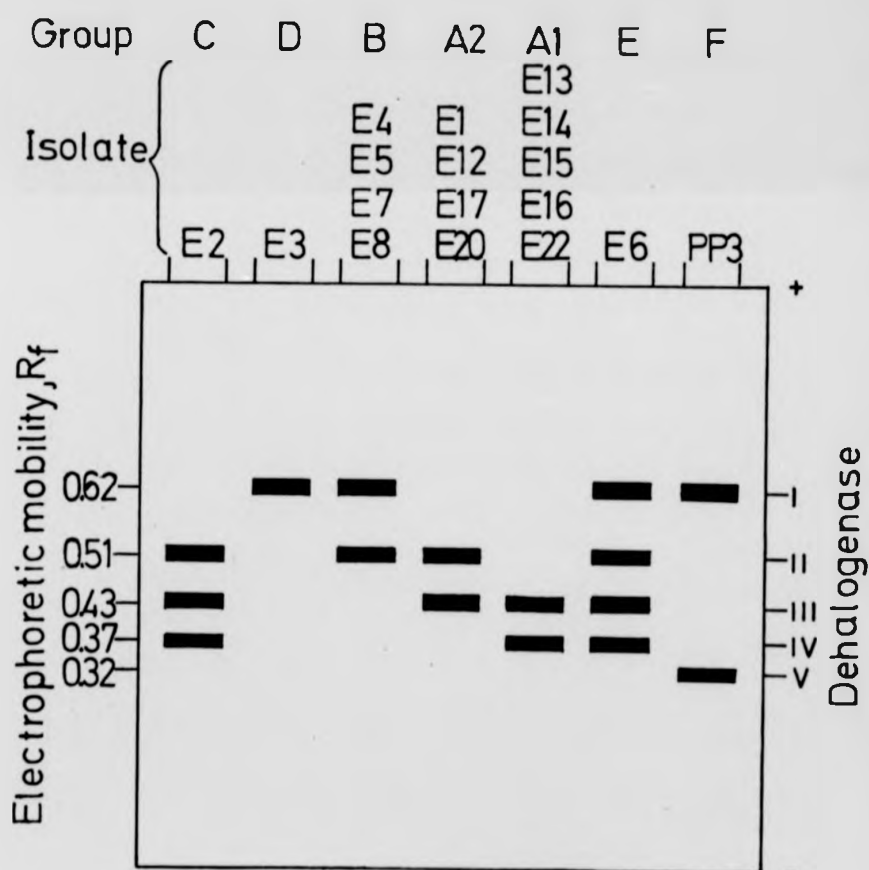 Group C D B A2 A1 E F
E13
E4 E1 E14
Isolate E5 E12 E15
E7 E17 E16
E2 E3 E8 E20 E22 E6 PP3
+
Electrophoretic mobility, Rf
0.62 I
0.51 II
0.43 III
0.37 IV
0.32 V
Dehalogenase